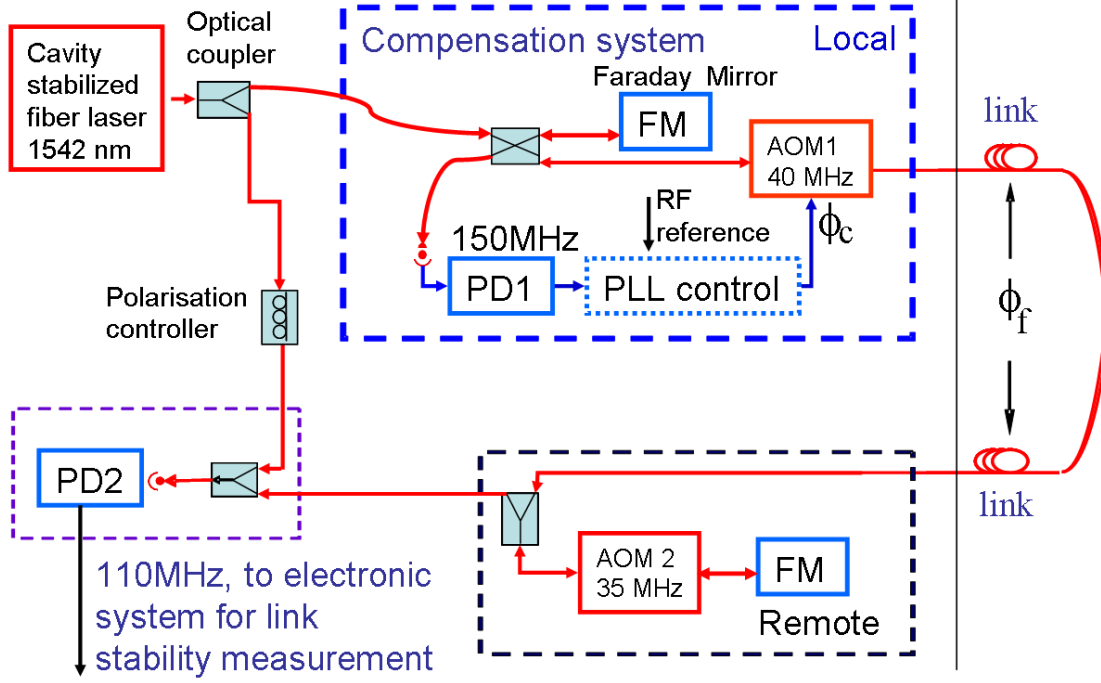 Optical
coupler
Cavity
stabilized
fiber laser
1542 nm
Compensation system
Local
Faraday Mirror
FM
AOM1
40 MHz
link
RF
reference
ϕc
150MHz
PD1
PLL control
Polarisation
controller
ϕf
PD2
link
AOM 2
35 MHz
FM
Remote
110MHz, to electronic
system for link
stability measurement